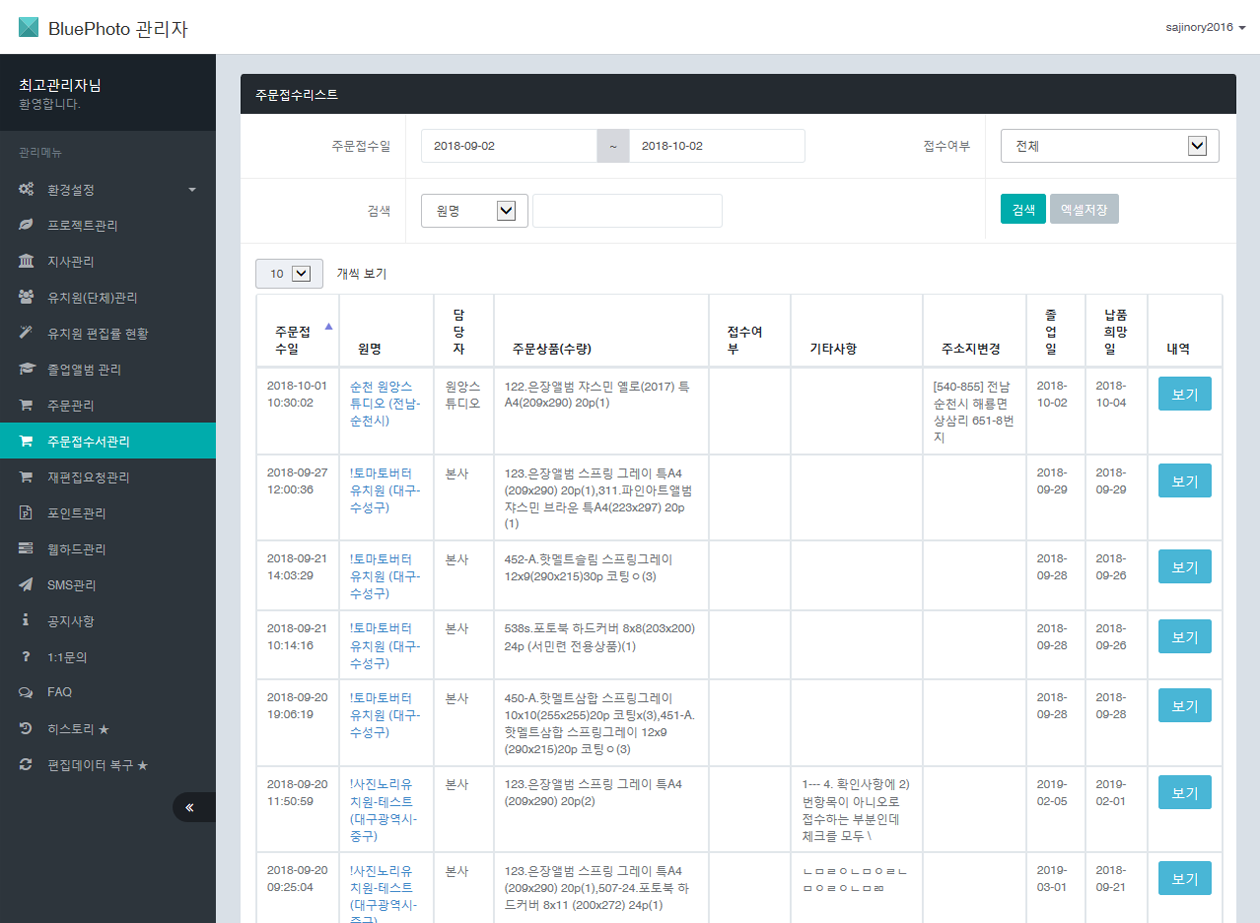 BluePhoto 관리자
sajinory2016
최고관리자님
환영합니다.
관리메뉴
환경설정
프로젝트관리
지사관리
유치원(단체)관리
유치원 편집률 현황
졸업앨범 관리
주문관리
주문접수서관리
재편집요청관리
포인트관리
웹하드관리
SMS관리
공지사항
1:1문의
FAQ
히스토리 ★
편집데이터 복구 ★
주문접수리스트
주문접수일 2018-09-02 ~ 2018-10-02 접수여부 전체
검색 원명 검색 엑셀저장
10 개씩 보기
주문접
수일
원명
담
당
자
주문상품(수량)
접수여
부
기타사항
주소지변경
졸
업
일
납품
희망
일
내역
2018-10-01
10:30:02
순천 원앙스
튜디오 (전남-
순천시)
원앙스
튜디오
122.은장앨범 쟈스민 옐로(2017) 특
A4(209x290) 20p(1)
[540-855] 전남
순천시 해룡면
상삼리 651-8번
지
2018-
10-02
2018-
10-04
보기
2018-09-27
12:00:36
!토마토버터
유치원 (대구-
수성구)
본사
123.은장앨범 스프링 그레이 특A4
(209x290) 20p(1),311.파인아트앨범
쟈스민 브라운 특A4(223x297) 20p
(1)
2018-
09-29
2018-
09-29
보기
2018-09-21
14:03:29
!토마토버터
유치원 (대구-
수성구)
본사
452-A.핫멜트슬림 스프링그레이
12x9(290x215)30p 코팅ㅇ(3)
2018-
09-28
2018-
09-26
보기
2018-09-21
10:14:16
!토마토버터
유치원 (대구-
수성구)
본사
538s.포토북 하드커버 8x8(203x200)
24p (서민련 전용상품)(1)
2018-
09-28
2018-
09-26
보기
2018-09-20
19:06:19
!토마토버터
유치원 (대구-
수성구)
본사
450-A.핫멜트삼합 스프링그레이
10x10(255x255)20p 코팅x(3),451-A.
핫멜트삼합 스프링그레이 12x9
(290x215)20p 코팅ㅇ(3)
2018-
09-28
2018-
09-28
보기
2018-09-20
11:50:59
!사진노리유
치원-테스트
(대구광역시-
중구)
본사
123.은장앨범 스프링 그레이 특A4
(209x290) 20p(2)
1--- 4. 확인사항에 2)
번항목이 아니오로
접수하는 부분인데
체크를 모두 \
2019-
02-05
2019-
02-01
보기
2018-09-20
09:25:04
!사진노리유
치원-테스트
(대구광역시-
중구)
본사
123.은장앨범 스프링 그레이 특A4
(209x290) 20p(1),507-24.포토북 하
드커버 8x11 (200x272) 24p(1)
ㄴㅁㄹㅇㄴㅁㅇㄹㄴ
ㅁㅇㄹㅇㄴㅁㄻ
2019-
03-01
2018-
09-21
보기